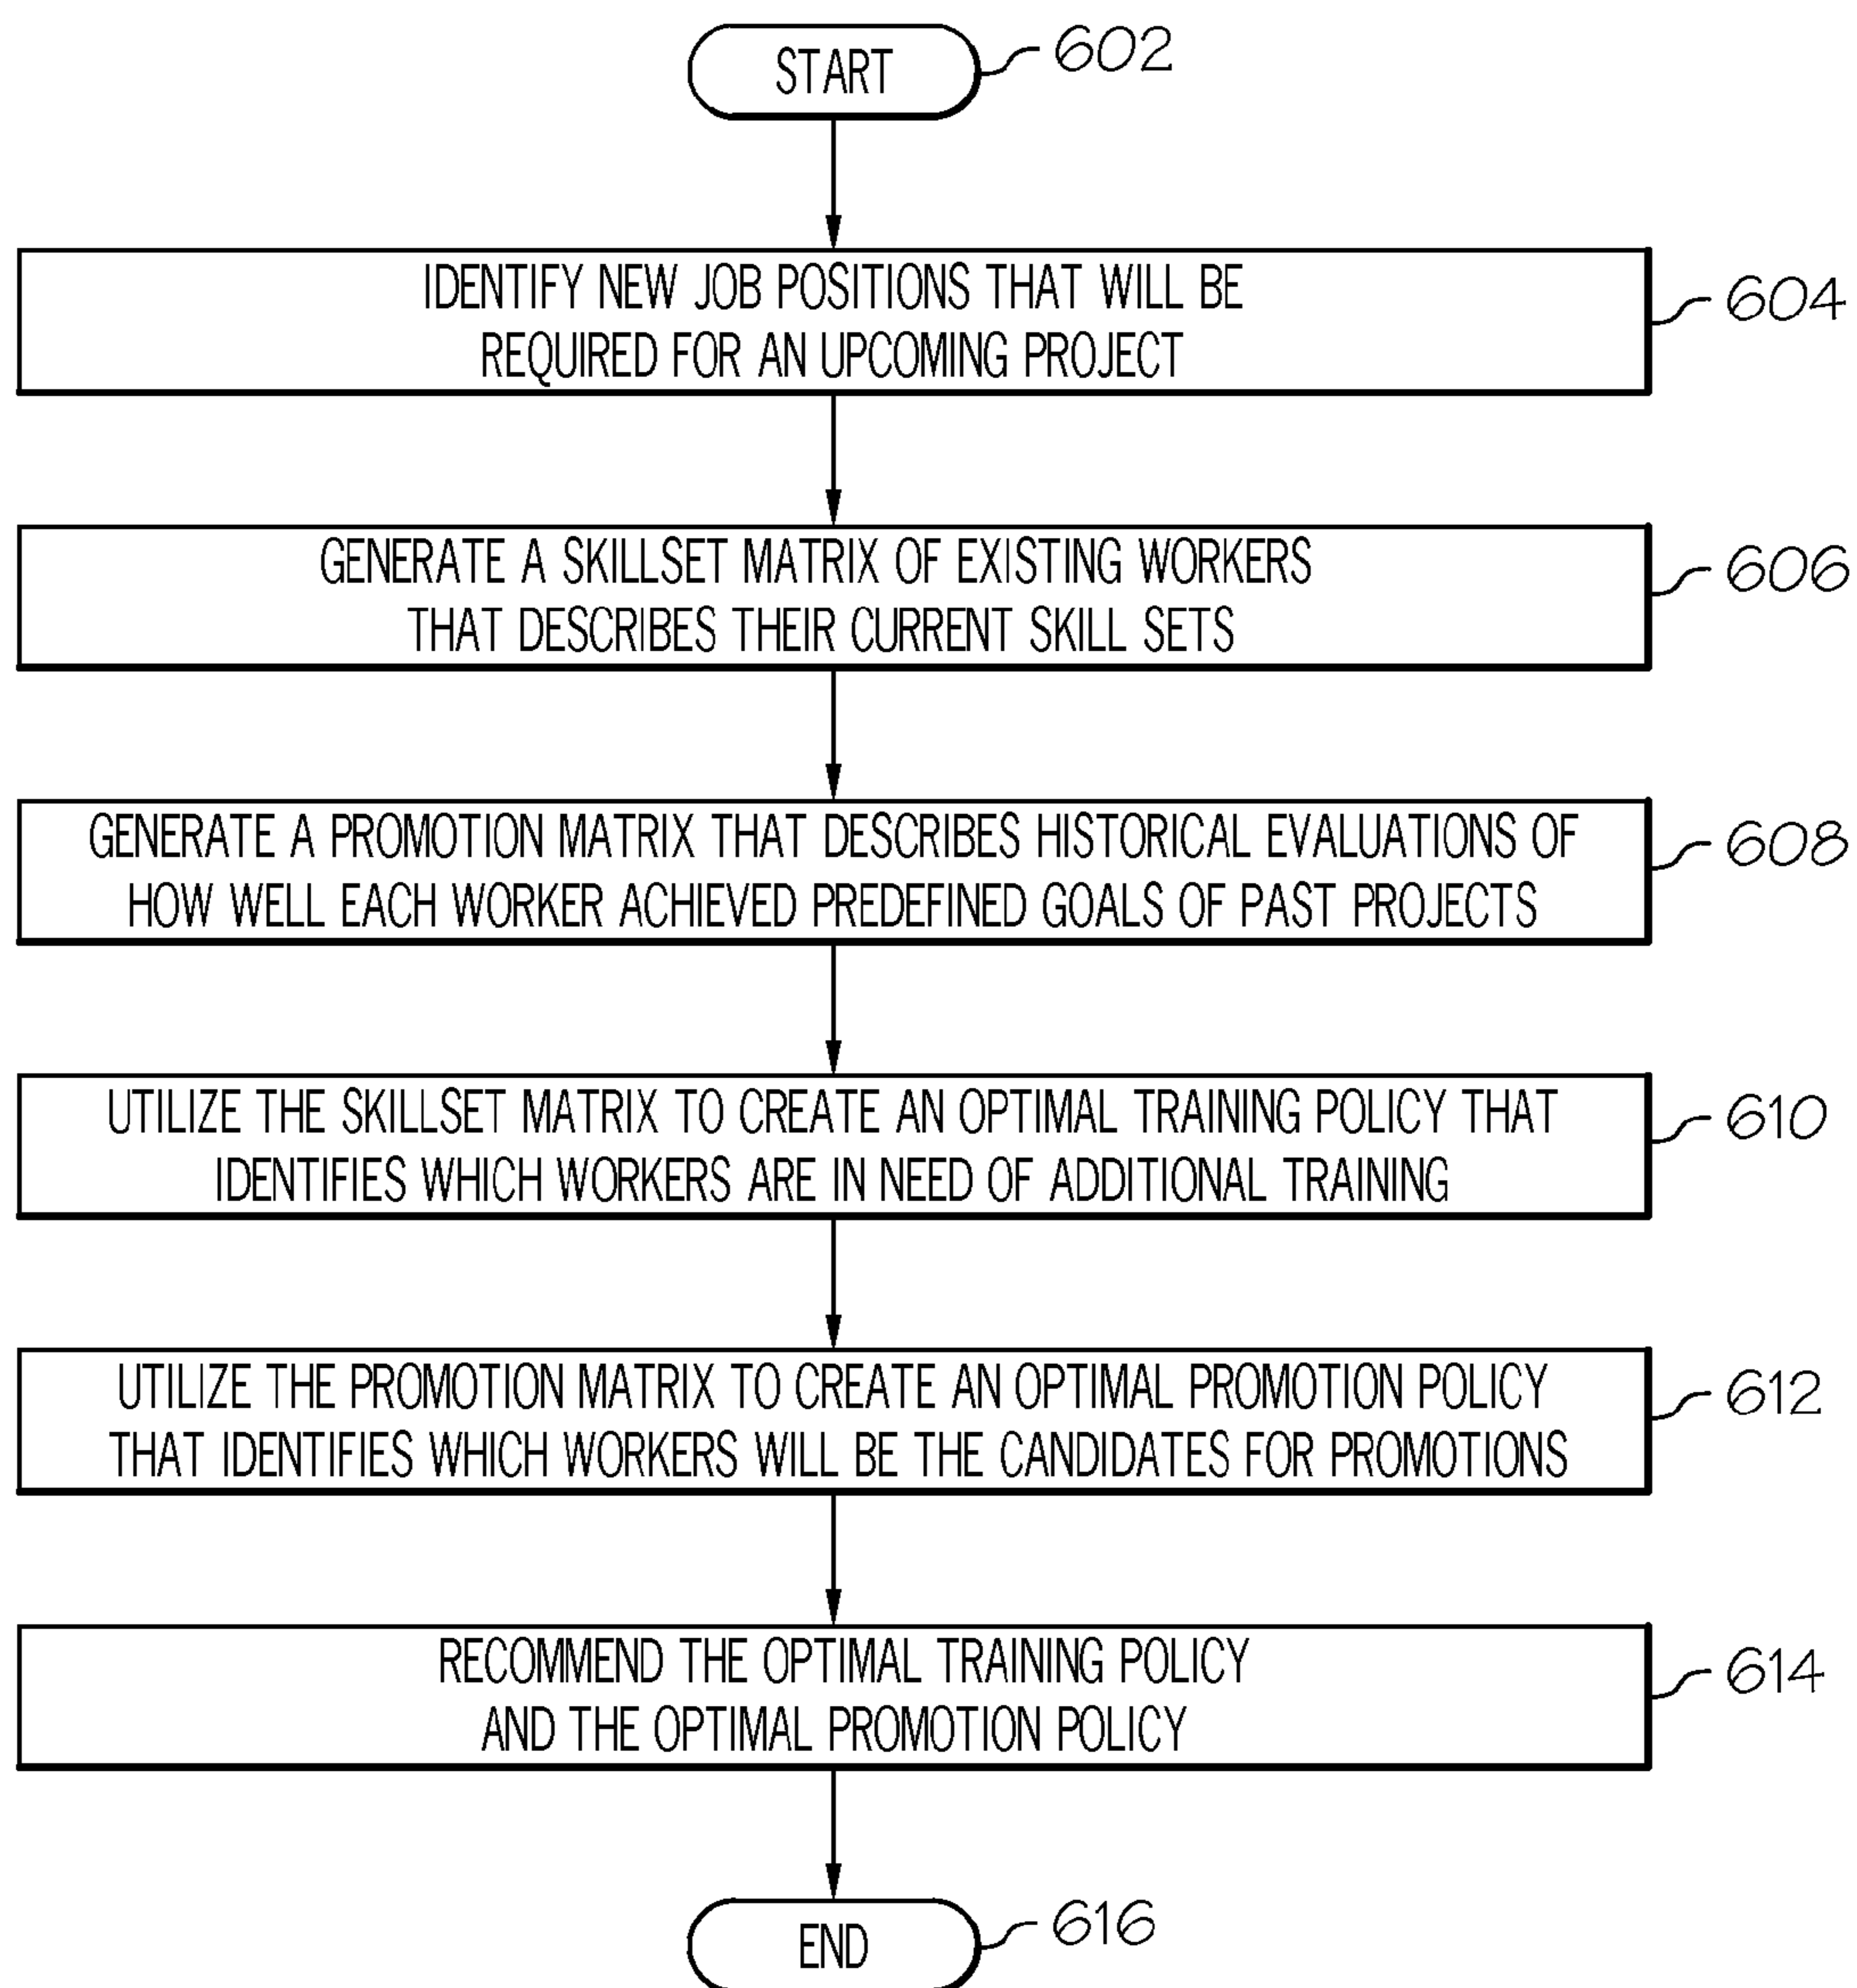 START
602
IDENTIFY NEW JOB POSITIONS THAT WILL BE
REQUIRED FOR AN UPCOMING PROJECT
604
GENERATE A SKILLSET MATRIX OF EXISTING WORKERS
THAT DESCRIBES THEIR CURRENT SKILL SETS
606
GENERATE A PROMOTION MATRIX THAT DESCRIBES HISTORICAL EVALUATIONS OF
HOW WELL EACH WORKER ACHIEVED PREDEFINED GOALS OF PAST PROJECTS
608
UTILIZE THE SKILLSET MATRIX TO CREATE AN OPTIMAL TRAINING POLICY THAT
IDENTIFIES WHICH WORKERS ARE IN NEED OF ADDITIONAL TRAINING
610
UTILIZE THE PROMOTION MATRIX TO CREATE AN OPTIMAL PROMOTION POLICY
THAT IDENTIFIES WHICH WORKERS WILL BE THE CANDIDATES FOR PROMOTIONS
612
RECOMMEND THE OPTIMAL TRAINING POLICY
AND THE OPTIMAL PROMOTION POLICY
614
END
616